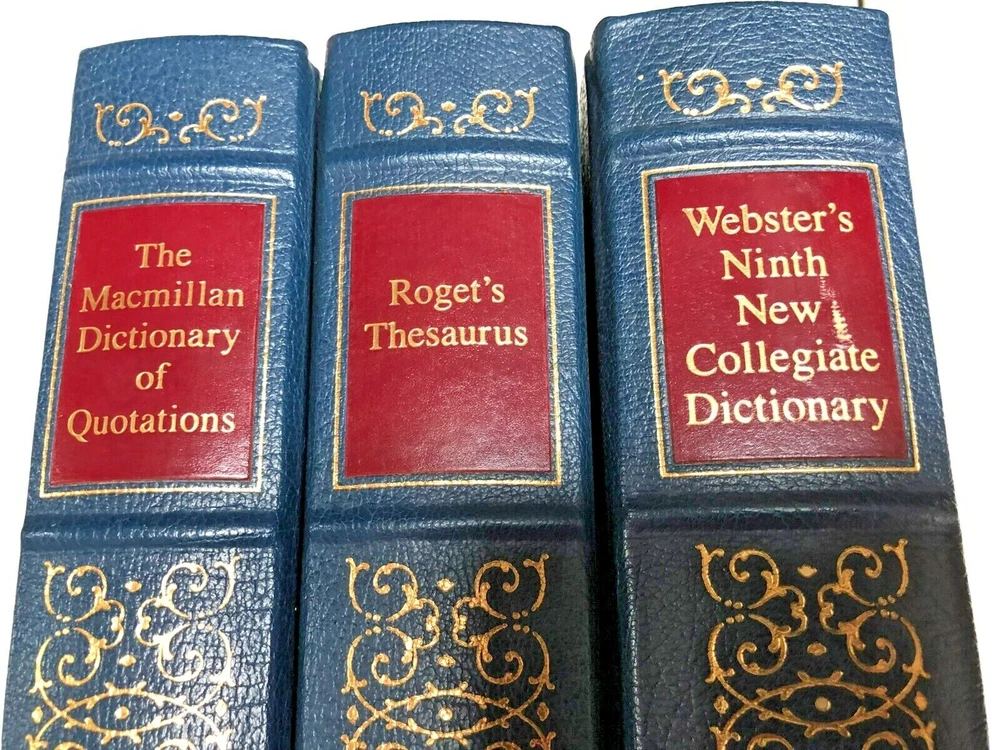 The
Macmillan
Dictionary
of
Quotations
Roget's
Thesaurus
Webster's
Ninth
New
Collegiate
Dictionary